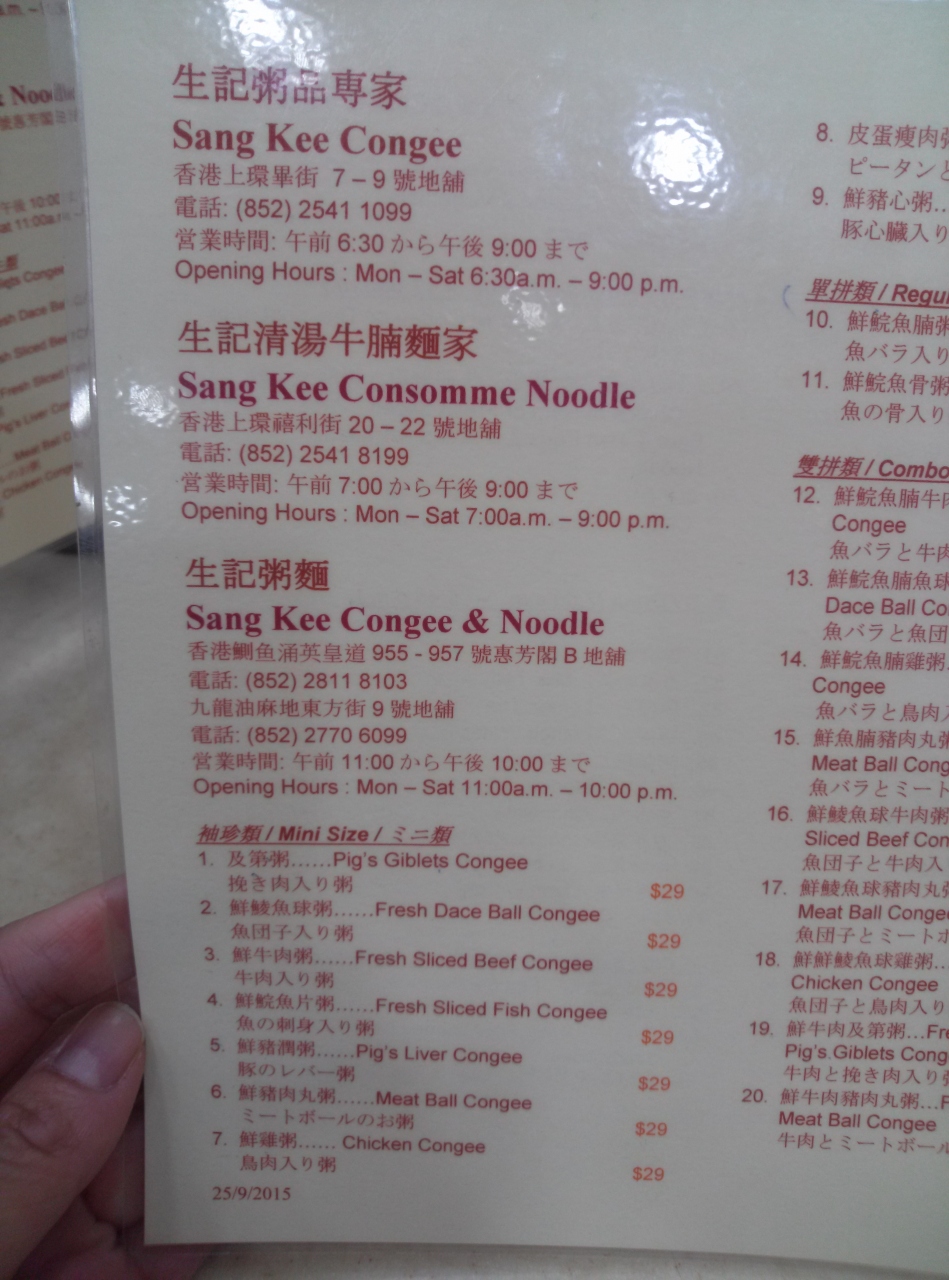 生記粥品專家
Sang Kee Congee
香港上環畢街 7 – 9 號地舖
電話: (852) 2541 1099
営業時間: 午前 6:30 から午後 9:00 まで
Opening Hours : Mon – Sat 6:30a.m. – 9:00 p.m.
生記清湯牛腩麵家
Sang Kee Consomme Noodle
香港上環禧利街 20 – 22 號地舖
電話: (852) 2541 8199
営業時間: 午前 7:00 から午後 9:00 まで
Opening Hours : Mon – Sat 7:00a.m. – 9:00 p.m.
生記粥麵
Sang Kee Congee & Noodle
香港鰂魚涌英皇道 955 - 957 號惠芳閣 B 地舖
電話: (852) 2811 8103
九龍油麻地東方街 9 號地舖
電話: (852) 2770 6099
営業時間: 午前 11:00 から午後 10:00 まで
Opening Hours : Mon – Sat 11:00a.m. – 10:00 p.m.
袖珍類 / Mini Size / ミニ類
1. 及第粥......Pig's Giblets Congee
挽き肉入り粥 $29
2. 鮮鯪魚球粥......Fresh Dace Ball Congee
魚団子入り粥 $29
3. 鮮牛肉粥......Fresh Sliced Beef Congee
牛肉入り粥 $29
4. 鮮鯇魚片粥......Fresh Sliced Fish Congee
魚の刺身入り粥 $29
5. 鮮豬潤粥......Pig's Liver Congee
豚のレバー粥 $29
6. 鮮豬肉丸粥......Meat Ball Congee
ミートボールのお粥 $29
7. 鮮雞粥...... Chicken Congee
鳥肉入り粥 $29
25/9/2015
8. 皮蛋瘦肉粥
ピータンと
9. 鮮豬心粥..
豚心臓入り
單拼類 / Regu
10. 鮮鯇魚腩粥
魚バラ入り
11. 鮮鯇魚骨粥
魚の骨入り
雙拼類 / Combo
12. 鮮鯇魚腩牛肉
Congee
魚バラと牛肉
13. 鮮鯇魚腩魚球
Dace Ball Co
魚バラと魚団
14. 鮮鯇魚腩雞粥
Congee
魚バラと鳥肉入
15. 鮮魚腩豬肉丸粥
Meat Ball Cong
魚バラとミート
16. 鮮鯪魚球牛肉粥
Sliced Beef Con
魚団子と牛肉入
17. 鮮鯪魚球豬肉丸粥
Meat Ball Congee
魚団子とミートボ
18. 鮮鮮鯪魚球雞粥..
Chicken Congee
魚団子と鳥肉入り
19. 鮮牛肉及第粥...Fre
Pig's Giblets Cong
牛肉と挽き肉入り粥
20. 鮮牛肉豬肉丸粥...F
Meat Ball Congee
牛肉とミートボール